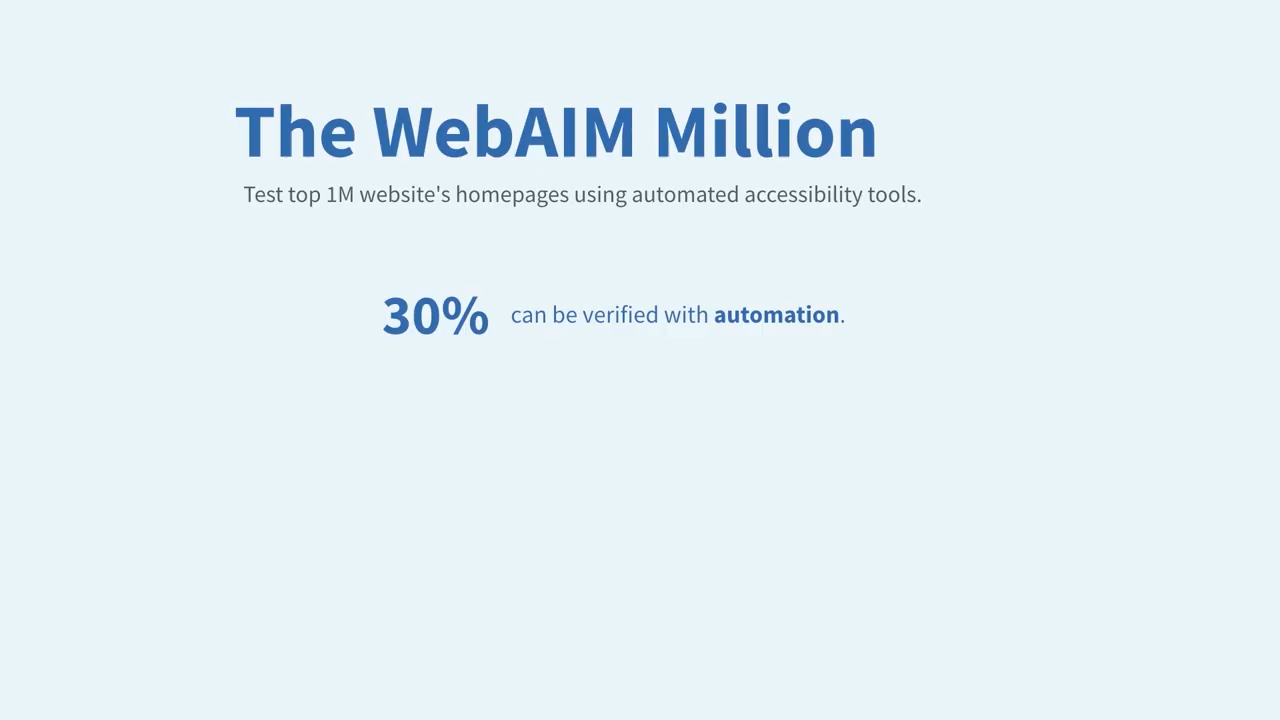 The WebAIM Million
Test top 1M website's homepages using automated accessibility tools.
30% can be verified with automation.